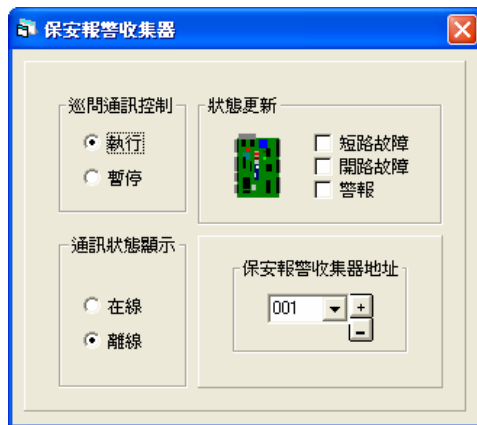 保安報警收集器
巡問通訊控制
執行
暫停
狀態更新
短路故障
開路故障
警報
通訊狀態顯示
在線
離線
保安報警收集器地址
001
+
-